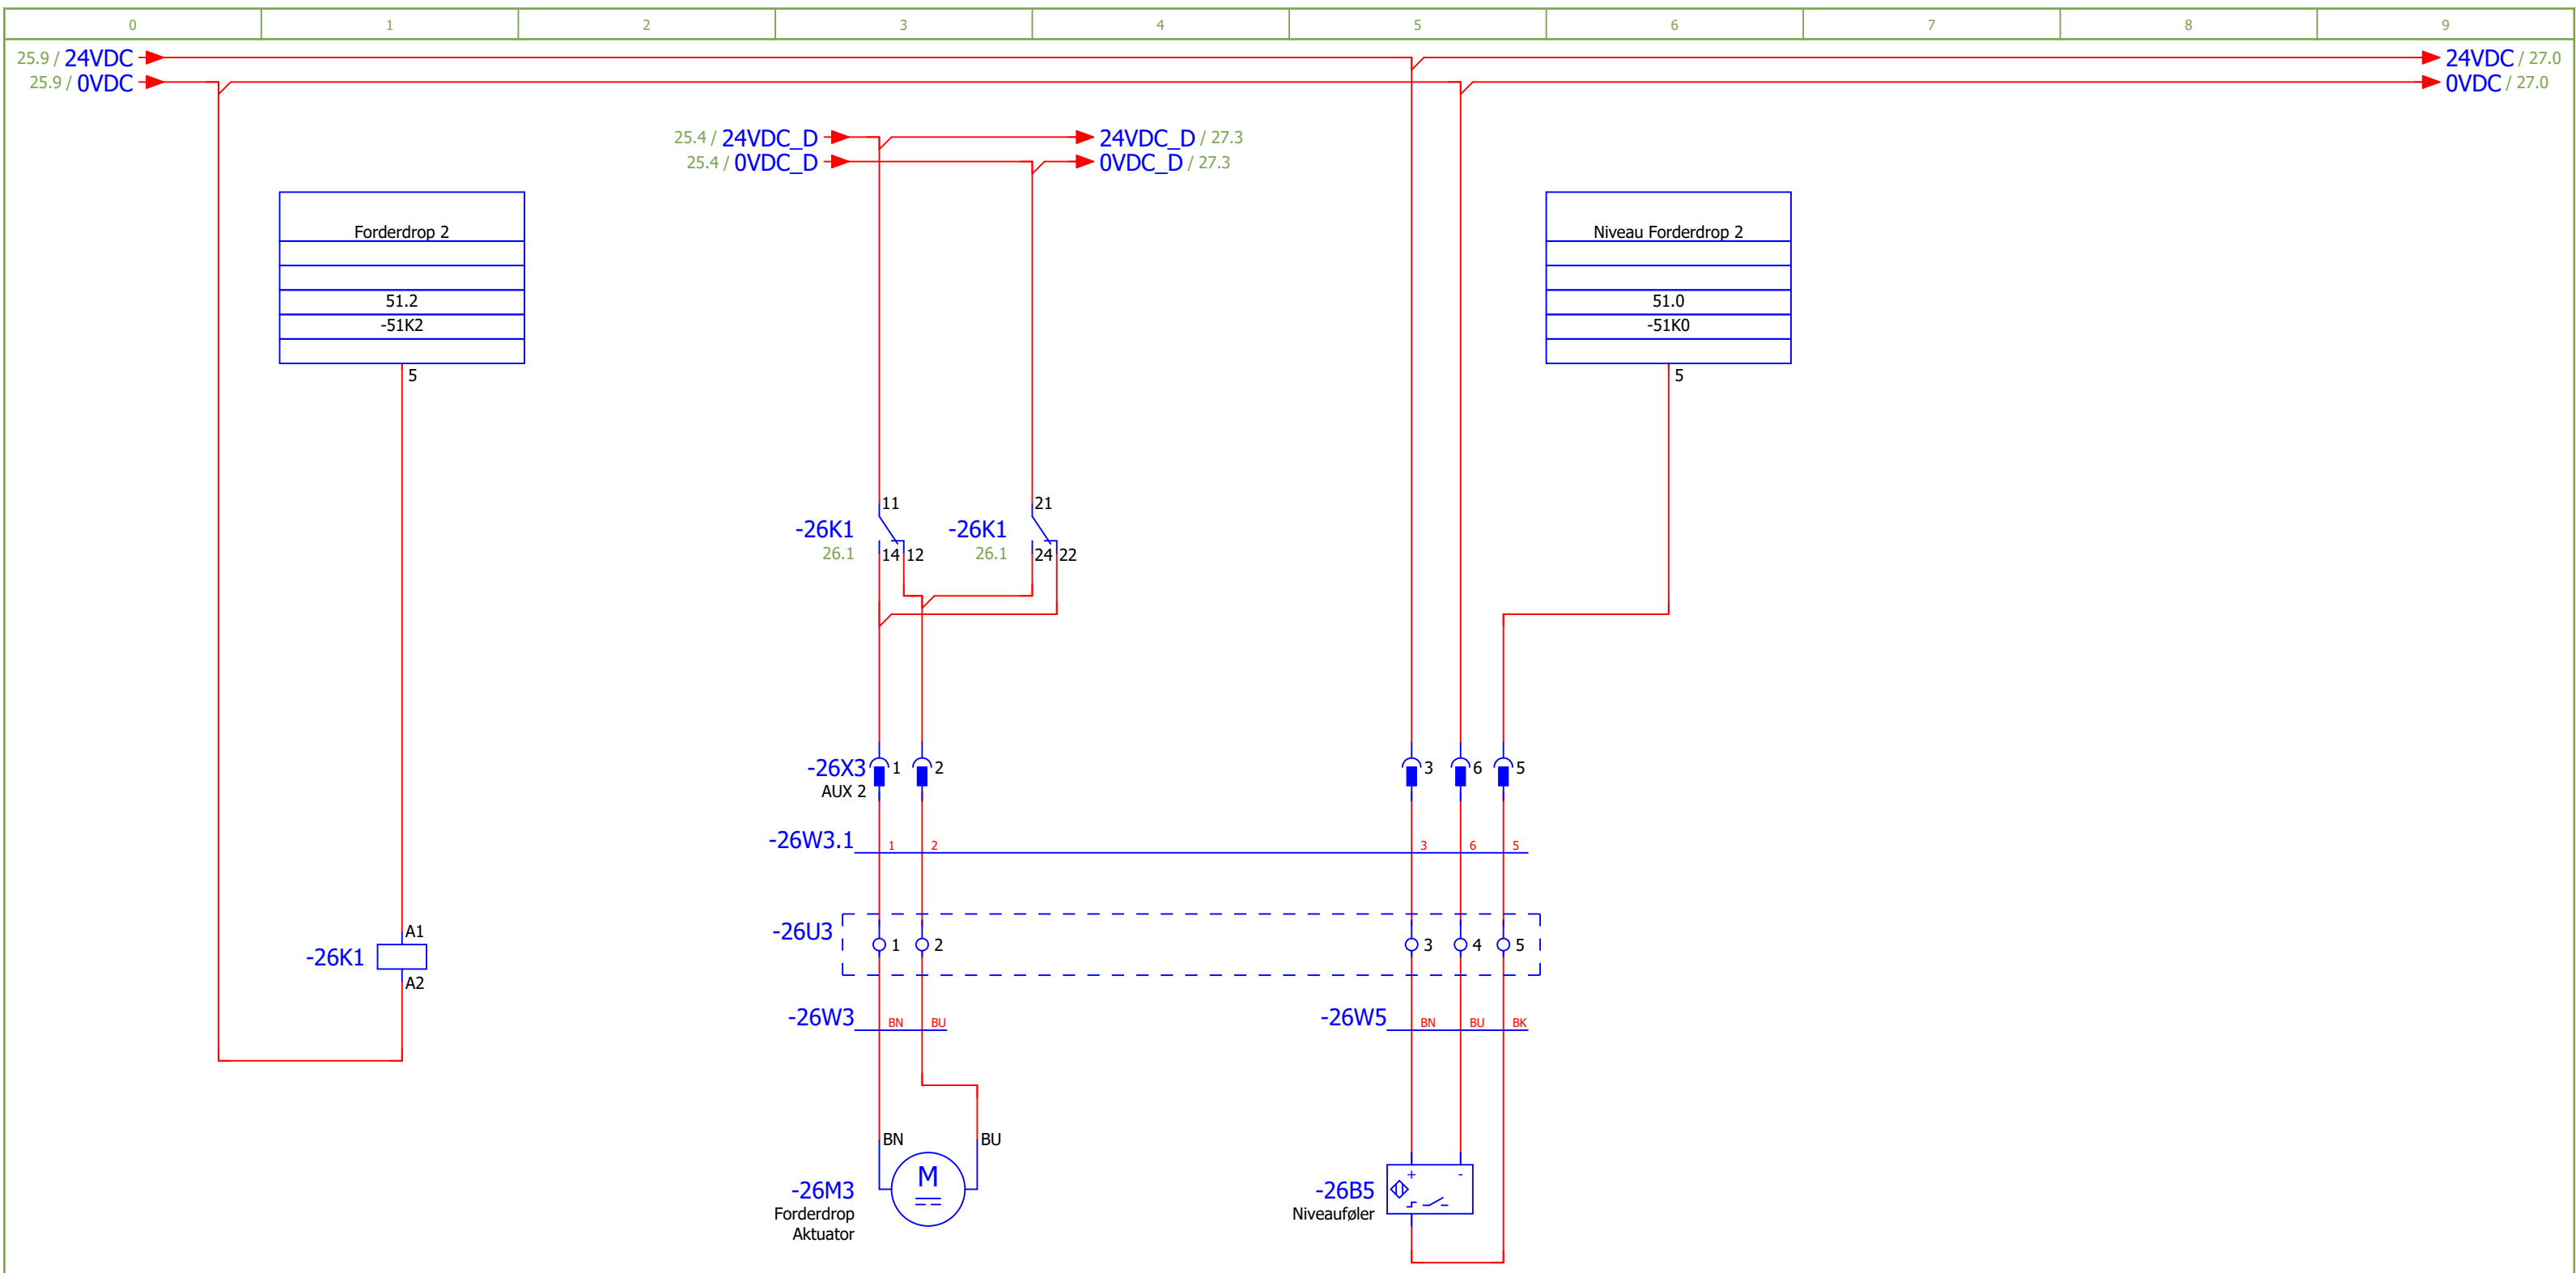 0 1 2 3 4 5 6 7 8 9
25.9 / 24VDC
24VDC / 27.0
25.9 / 0VDC
0VDC / 27.0
25.4 / 24VDC_D
24VDC_D / 27.3
25.4 / 0VDC_D
0VDC_D / 27.3
Forderdrop 2
51.2
-51K2
5
Niveau Forderdrop 2
51.0
-51K0
5
-26K1
26.1
11
14 12
-26K1
26.1
21
24 22
-26X3 1 2 3 6 5
AUX 2
-26W3.1 1 2 3 6 5
-26U3 1 2 3 4 5
A1
-26K1
A2
-26W3 BN BU
-26W5 BN BU BK
BN BU
M
-26M3
Forderdrop
Aktuator
+ -
-26B5
Niveauføler